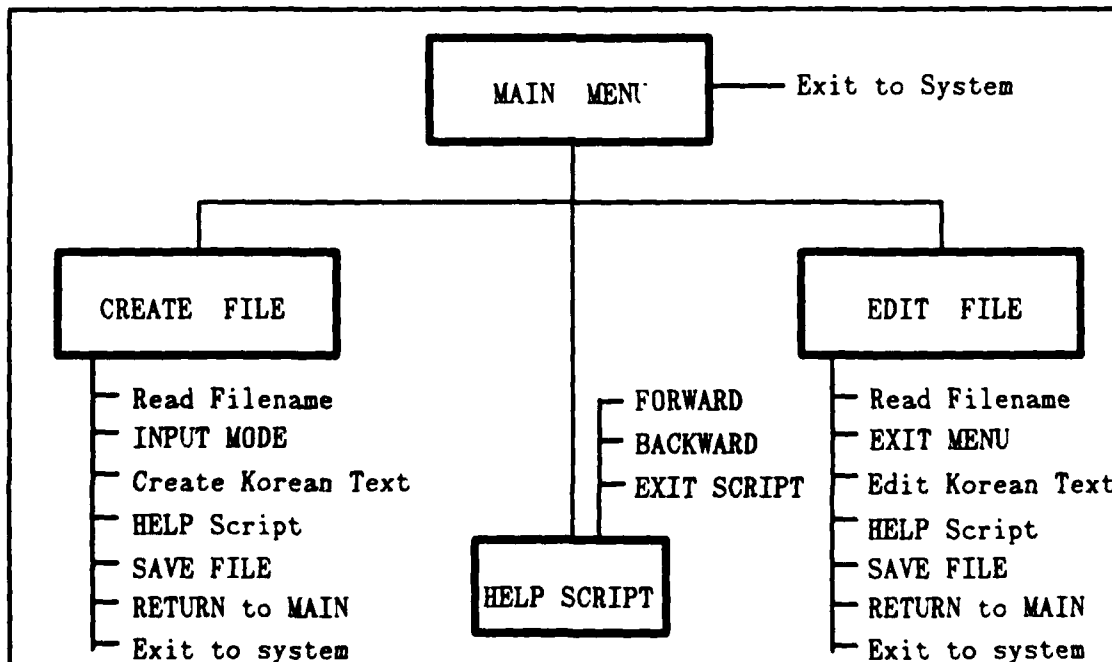 MAIN MENU
Exit to System
CREATE FILE
Read Filename
INPUT MODE
Create Korean Text
HELP Script
SAVE FILE
RETURN to MAIN
Exit to system
FORWARD
BACKWARD
EXIT SCRIPT
HELP SCRIPT
EDIT FILE
Read Filename
EXIT MENU
Edit Korean Text
HELP Script
SAVE FILE
RETURN to MAIN
Exit to system